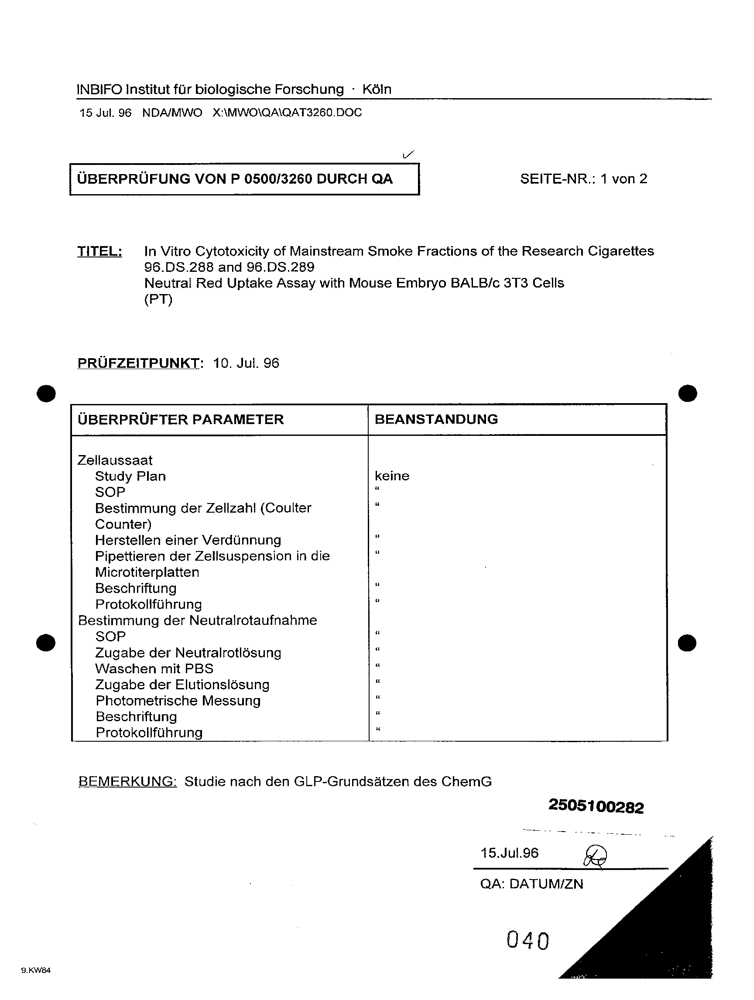 INBIFO Institut für biologische Forschung · Köln
15 Jul. 96 NDA/MWO X:\MWO\QA\QAT3260.DOC
✓
ÜBERPRÜFUNG VON P 0500/3260 DURCH QA SEITE-NR.: 1 von 2
TITEL: In Vitro Cytotoxicity of Mainstream Smoke Fractions of the Research Cigarettes
96.DS.288 and 96.DS.289
Neutral Red Uptake Assay with Mouse Embryo BALB/c 3T3 Cells
(PT)
PRÜFZEITPUNKT: 10. Jul. 96
ÜBERPRÜFTER PARAMETER BEANSTANDUNG
Zellaussaat
Study Plan keine
SOP “
Bestimmung der Zellzahl (Coulter “
Counter)
Herstellen einer Verdünnung “
Pipettieren der Zellsuspension in die “
Microtiterplatten
Beschriftung “
Protokollführung “
Bestimmung der Neutralrotaufnahme
SOP “
Zugabe der Neutralrotlösung “
Waschen mit PBS “
Zugabe der Elutionslösung “
Photometrische Messung “
Beschriftung “
Protokollführung “
BEMERKUNG: Studie nach den GLP-Grundsätzen des ChemG
2505100282
15.Jul.96
QA: DATUM/ZN
040
9.KW84